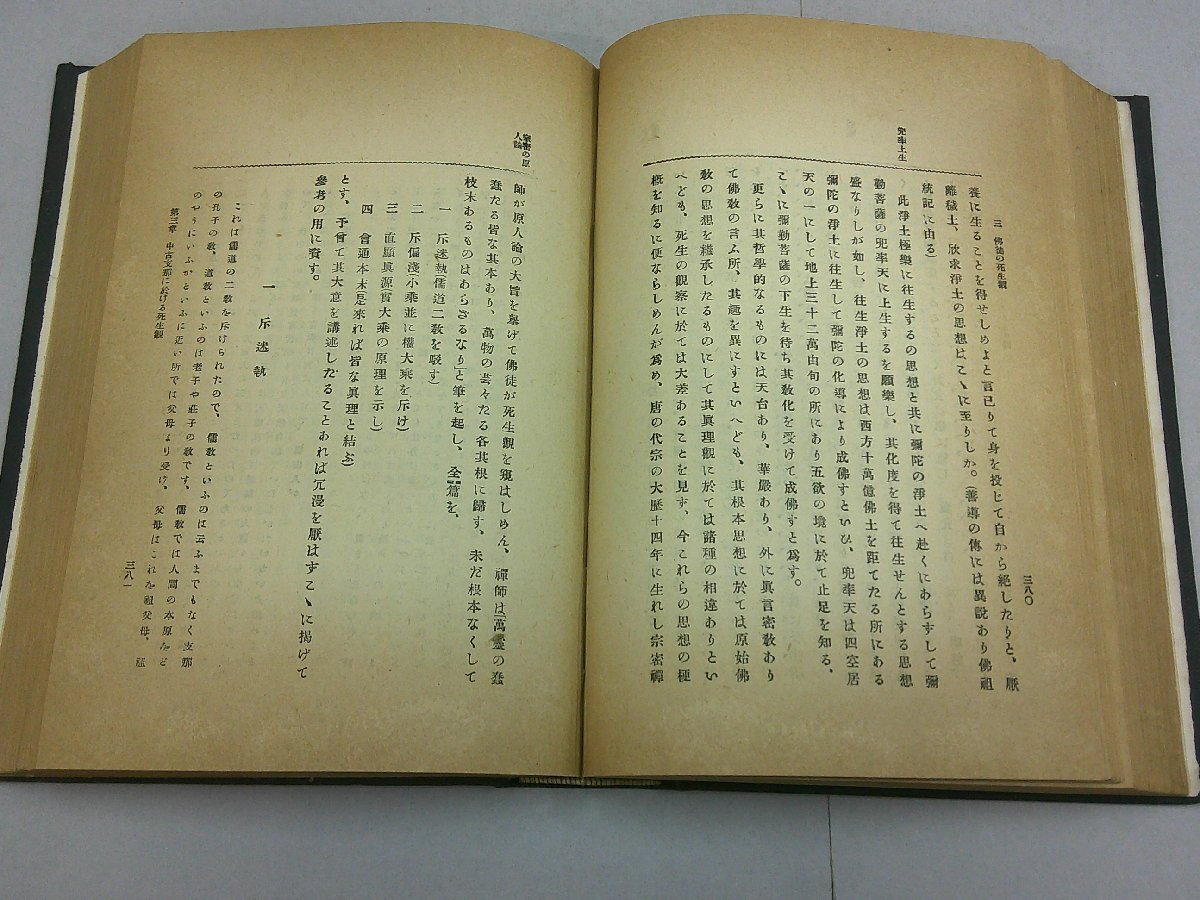 三 佛徒の死生觀
三八〇
兜率上生
養に生ることを得せしめよと言已りて身を投じて自から絕したりと、厭
離穢土、欣求淨土の思想はこゝに至りしか。(善導の傳には異說あり佛祖
統記に由る)
此淨土極樂に往生するの思想と共に彌陀の淨土へ赴くにあらずして彌
勒菩薩の兜率天に上生するを願樂し、其化度を得て往生せんとする思想
盛なりしが如し、往生淨土の思想は西方十萬億佛土を距てたる所にある
彌陀の淨土に往生して彌陀の化導により成佛すといひ、兜率天は四空居
天の一にして地上三十二萬由旬の所にあり五欲の境に於て止足を知る、
こゝに彌勒菩薩の下生を待ち其敎化を受けて成佛すと爲す。
更らに其哲學的なるものには天台あり、華嚴あり、外に眞言密敎あり
て佛敎の言ふ所、其趣を異にすといへども、其根本思想に於ては原始佛
敎の思想を繼承したるものにして其眞理觀に於ては諸種の相違ありとい
へども、死生の觀察に於ては大差あることを見ず、今これらの思想の極
槪を知るに便ならしめんが爲め、唐の代宗の大歷十四年に生れし宗密禪
宗密の原
人論
師が原人論の大旨を擧げて佛徒が死生觀を窺はしめん、禪師は「萬靈の蠢
蠢たる皆な其本あり、萬物の芸々たる各其根に歸す、未だ根本なくして
枝末あるものはあらざるなり」と筆を起し、全篇を、
一 斥迷執(儒道二敎を駁す)
二 斥偏淺(小乘並に權大乘を斥け)
三 直顯眞源(實大乘の原理を示し)
四 會通本末(是來れば皆な眞理と結ぶ)
とす、予曾て其大意を講述したることあれば冗漫を厭はずこゝに揭げて
參考の用に資す。
一 斥迷執
これは儒道の二敎を斥けられたので、儒敎といふのは云ふまでもなく支那
の孔子の敎、道敎といふのは老子や莊子の敎です。儒敎では人間の本原など
のやうにいふかといふに近い所では父母より受け、父母はこれを祖父母、祖
第三章 中古支那に於ける死生觀
三八一